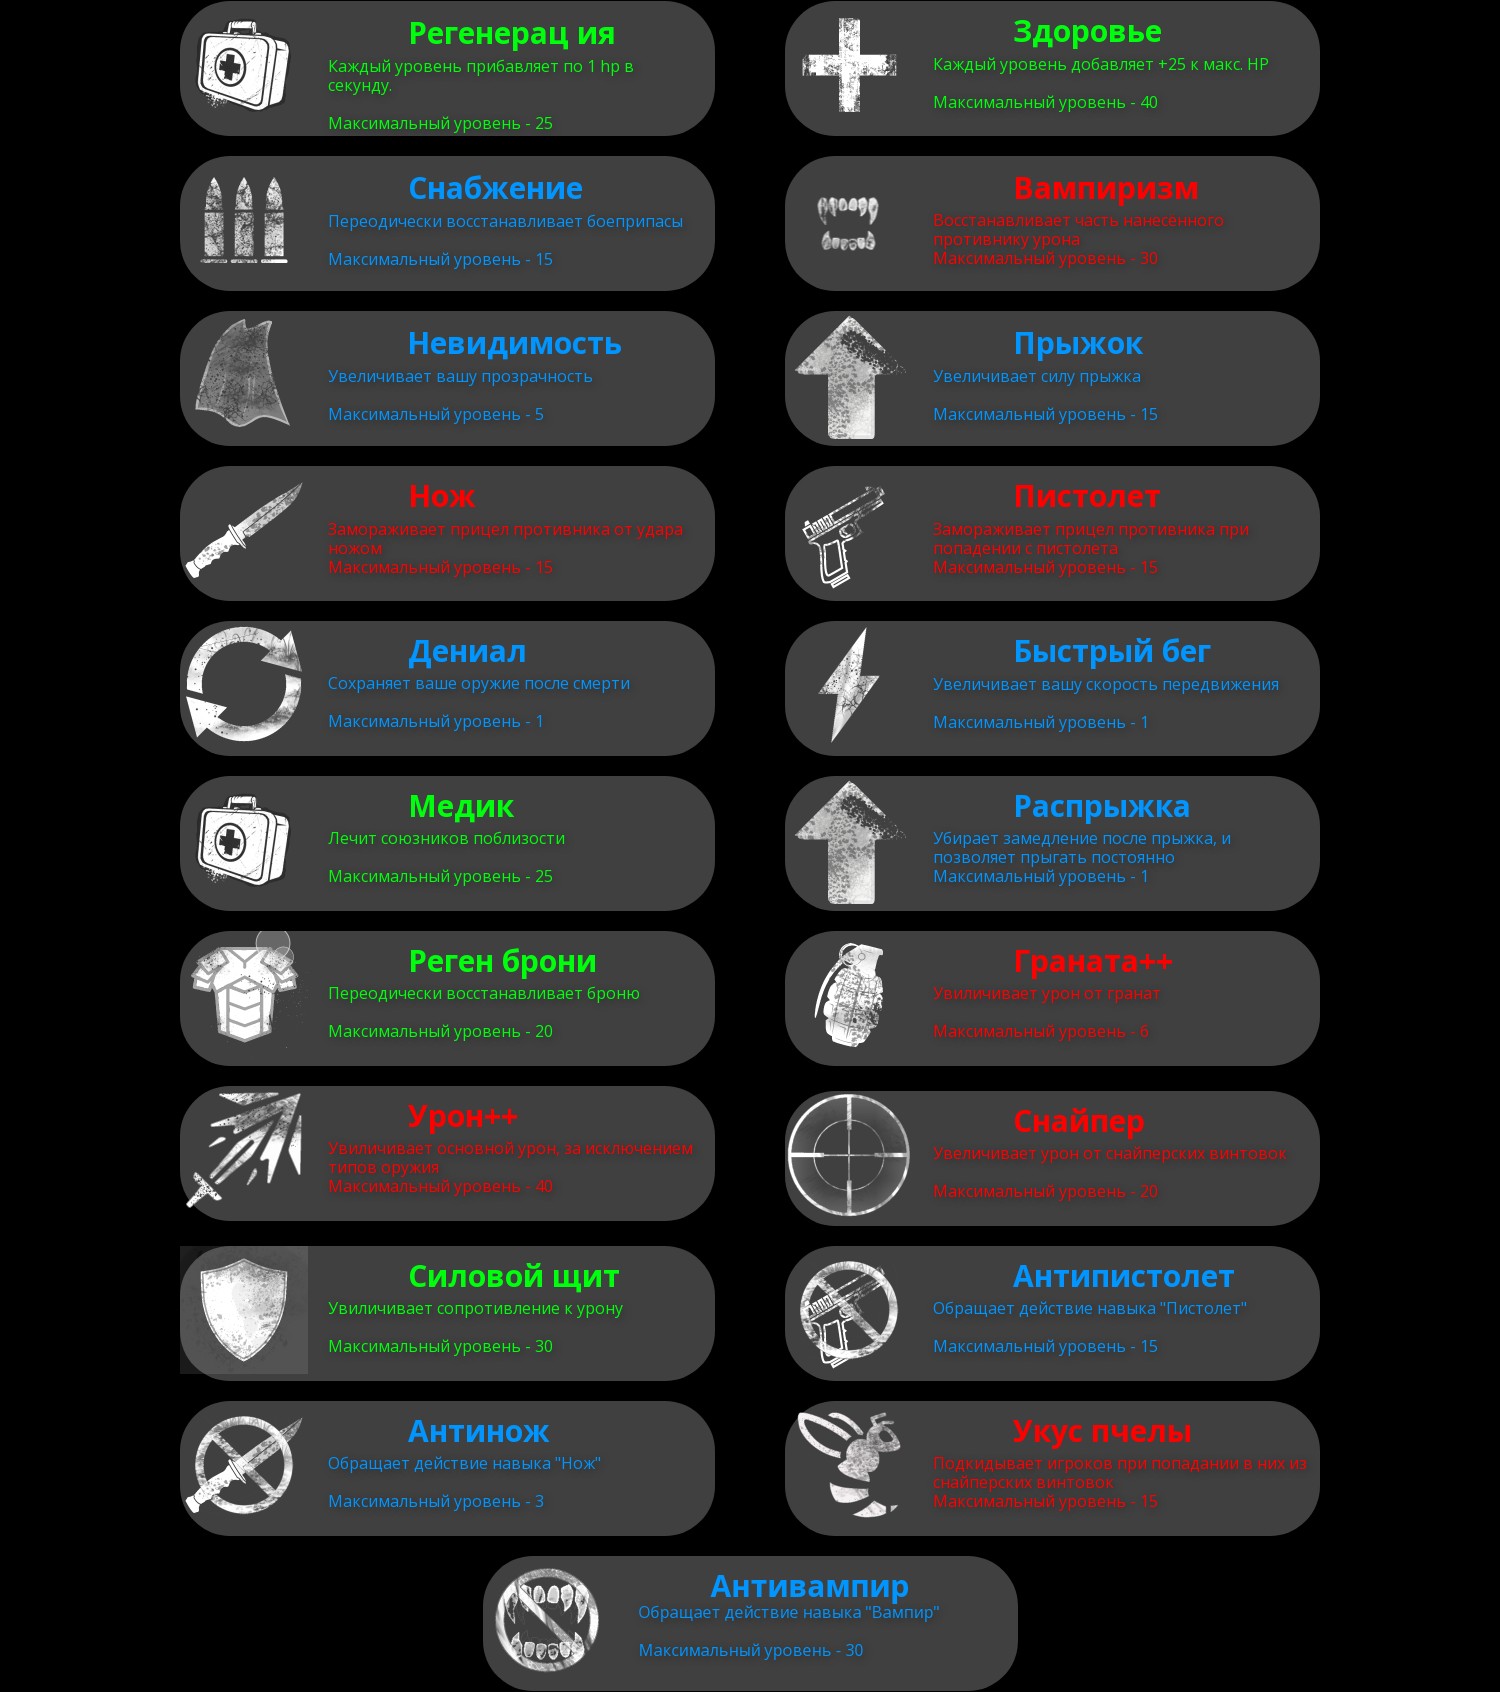 Регенерац ия
Каждый уровень прибавляет по 1 hp в
секунду.
Максимальный уровень - 25
Здоровье
Каждый уровень добавляет +25 к макс. HP
Максимальный уровень - 40
Снабжение
Переодически восстанавливает боеприпасы
Максимальный уровень - 15
Вампиризм
Восстанавливает часть нанесенного
противнику урона
Максимальный уровень - 30
Невидимость
Увеличивает вашу прозрачность
Максимальный уровень - 5
Прыжок
Увеличивает силу прыжка
Максимальный уровень - 15
Нож
Замораживает прицел противника от удара
ножом
Максимальный уровень - 15
Пистолет
Замораживает прицел противника при
попадении с пистолета
Максимальный уровень - 15
Дениал
Сохраняет ваше оружие после смерти
Максимальный уровень - 1
Быстрый бег
Увеличивает вашу скорость передвижения
Максимальный уровень - 1
Медик
Лечит союзников поблизости
Максимальный уровень - 25
Распрыжка
Убирает замедление после прыжка, и
позволяет прыгать постоянно
Максимальный уровень - 1
Реген брони
Переодически восстанавливает броню
Максимальный уровень - 20
Граната++
Увиличивает урон от гранат
Максимальный уровень - 6
Урон++
Увиличивает основной урон, за исключением
типов оружия
Максимальный уровень - 40
Снайпер
Увеличивает урон от снайперских винтовок
Максимальный уровень - 20
Силовой щит
Увиличивает сопротивление к урону
Максимальный уровень - 30
Антипистолет
Обращает действие навыка "Пистолет"
Максимальный уровень - 15
Антинож
Обращает действие навыка "Нож"
Максимальный уровень - 3
Укус пчелы
Подкидывает игроков при попадании в них из
снайперских винтовок
Максимальный уровень - 15
Антивампир
Обращает действие навыка "Вампир"
Максимальный уровень - 30